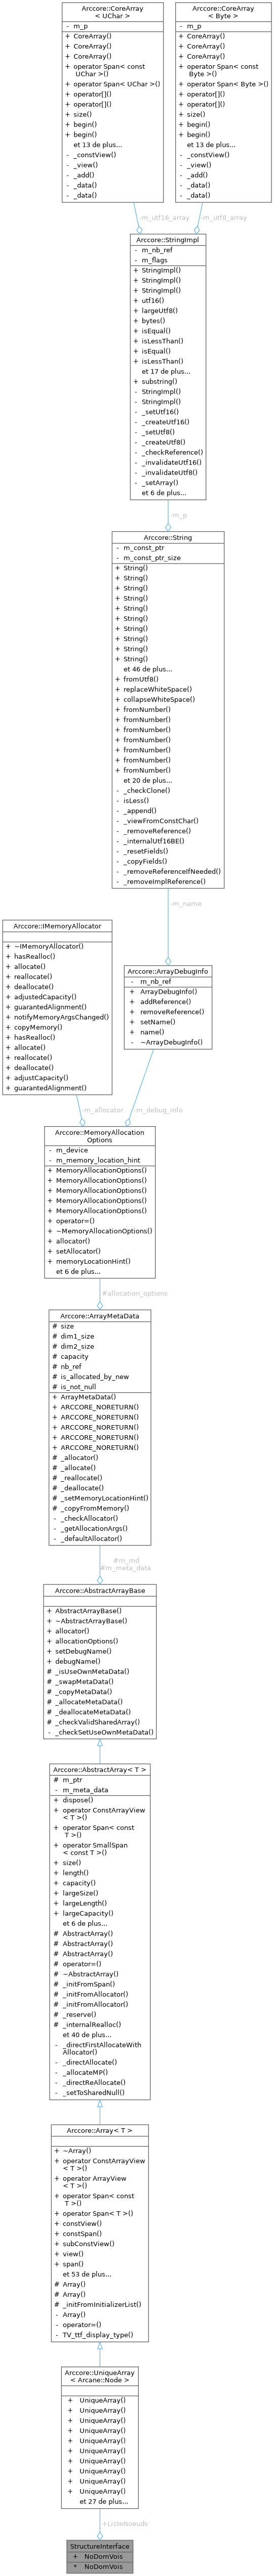 Arccore::CoreArray
< UChar >
- m_p
+ CoreArray()
+ CoreArray()
+ CoreArray()
+ operator Span< const
UChar >()
+ operator Span< UChar >()
+ operator[]()
+ operator[]()
+ size()
+ begin()
+ begin()
et 13 de plus...
- _constView()
- _view()
- _add()
- _data()
- _data()
Arccore::CoreArray
< Byte >
- m_p
+ CoreArray()
+ CoreArray()
+ CoreArray()
+ operator Span< const
Byte >()
+ operator Span< Byte >()
+ operator[]()
+ operator[]()
+ size()
+ begin()
+ begin()
et 13 de plus...
- _constView()
- _view()
- _add()
- _data()
- _data()
-m_utf16_array
-m_utf8_array
Arccore::StringImpl
- m_nb_ref
- m_flags
+ StringImpl()
+ StringImpl()
+ StringImpl()
+ utf16()
+ largeUtf8()
+ bytes()
+ isEqual()
+ isLessThan()
+ isEqual()
+ isLessThan()
et 17 de plus...
+ substring()
- StringImpl()
- StringImpl()
- _setUtf16()
- _createUtf16()
- _setUtf8()
- _createUtf8()
- _checkReference()
- _invalidateUtf16()
- _invalidateUtf8()
- _setArray()
et 6 de plus...
-m_p
Arccore::String
- m_const_ptr
- m_const_ptr_size
+ String()
+ String()
+ String()
+ String()
+ String()
+ String()
+ String()
+ String()
+ String()
+ String()
et 46 de plus...
+ fromUtf8()
+ replaceWhiteSpace()
+ collapseWhiteSpace()
+ fromNumber()
+ fromNumber()
+ fromNumber()
+ fromNumber()
+ fromNumber()
+ fromNumber()
+ fromNumber()
et 20 de plus...
- _checkClone()
- isLess()
- _append()
- _viewFromConstChar()
- _removeReference()
- _internalUtf16BE()
- _resetFields()
- _copyFields()
- _removeReferenceIfNeeded()
- _removeImplReference()
-m_name
Arccore::IMemoryAllocator
+ ~IMemoryAllocator()
+ hasRealloc()
+ allocate()
+ reallocate()
+ deallocate()
+ adjustedCapacity()
+ guarantedAlignment()
+ notifyMemoryArgsChanged()
+ copyMemory()
+ hasRealloc()
+ allocate()
+ reallocate()
+ deallocate()
+ adjustCapacity()
+ guarantedAlignment()
Arccore::ArrayDebugInfo
- m_nb_ref
+ ArrayDebugInfo()
+ addReference()
+ removeReference()
+ setName()
+ name()
- ~ArrayDebugInfo()
-m_allocator
-m_debug_info
Arccore::MemoryAllocation
Options
- m_device
- m_memory_location_hint
+ MemoryAllocationOptions()
+ MemoryAllocationOptions()
+ MemoryAllocationOptions()
+ MemoryAllocationOptions()
+ MemoryAllocationOptions()
+ operator=()
+ ~MemoryAllocationOptions()
+ allocator()
+ setAllocator()
+ memoryLocationHint()
et 6 de plus...
#allocation_options
Arccore::ArrayMetaData
# size
# dim1_size
# dim2_size
# capacity
# nb_ref
# is_allocated_by_new
# is_not_null
+ ArrayMetaData()
+ ARCCORE_NORETURN()
+ ARCCORE_NORETURN()
+ ARCCORE_NORETURN()
+ ARCCORE_NORETURN()
+ ARCCORE_NORETURN()
# _allocator()
# _allocate()
# _reallocate()
# _deallocate()
# _setMemoryLocationHint()
# _copyFromMemory()
- _checkAllocator()
- _getAllocationArgs()
- _defaultAllocator()
#m_md
#m_meta_data
Arccore::AbstractArrayBase
+ AbstractArrayBase()
+ ~AbstractArrayBase()
+ allocator()
+ allocationOptions()
+ setDebugName()
+ debugName()
# _isUseOwnMetaData()
# _swapMetaData()
# _copyMetaData()
# _allocateMetaData()
# _deallocateMetaData()
# _checkValidSharedArray()
- _checkSetUseOwnMetaData()
Arccore::AbstractArray< T >
# m_ptr
- m_meta_data
+ dispose()
+ operator ConstArrayView
< T >()
+ operator Span< const
T >()
+ operator SmallSpan
< const T >()
+ size()
+ length()
+ capacity()
+ largeSize()
+ largeLength()
+ largeCapacity()
et 6 de plus...
# AbstractArray()
# AbstractArray()
# AbstractArray()
# operator=()
# ~AbstractArray()
# _initFromSpan()
# _initFromAllocator()
# _initFromAllocator()
# _reserve()
# _internalRealloc()
et 40 de plus...
- _directFirstAllocateWith
Allocator()
- _directAllocate()
- _allocateMP()
- _directReAllocate()
- _setToSharedNull()
Arccore::Array< T >
+ ~Array()
+ operator ConstArrayView
< T >()
+ operator ArrayView
< T >()
+ operator Span< const
T >()
+ operator Span< T >()
+ constView()
+ constSpan()
+ subConstView()
+ view()
+ span()
et 53 de plus...
# Array()
# Array()
# _initFromInitializerList()
- Array()
- operator=()
- TV_ttf_display_type()
Arccore::UniqueArray
< Arcane::Node >
+ UniqueArray()
+ UniqueArray()
+ UniqueArray()
+ UniqueArray()
+ UniqueArray()
+ UniqueArray()
+ UniqueArray()
+ UniqueArray()
+ UniqueArray()
+ UniqueArray()
et 27 de plus...
+ListeNoeuds
StructureInterface
+ NoDomVois
* NoDomVois